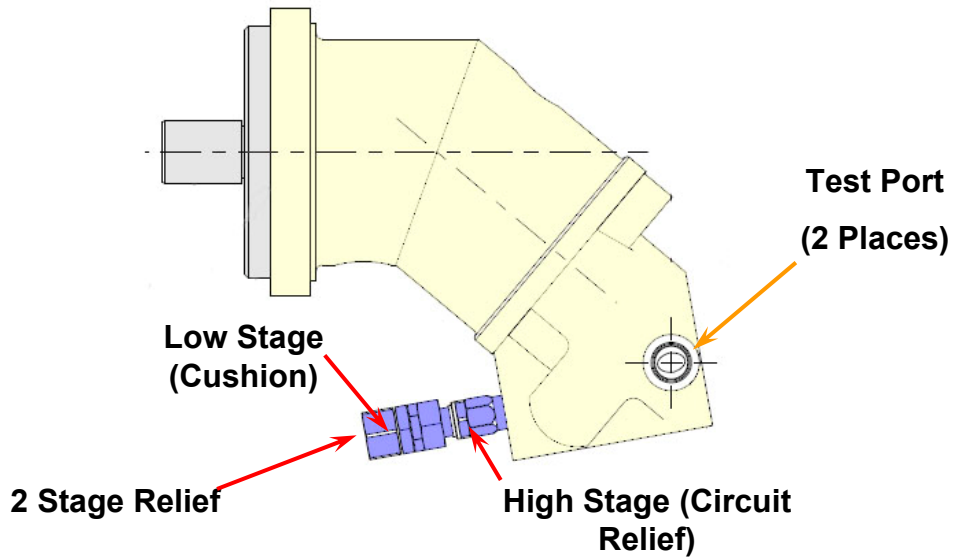 Test Port
(2 Places)
Low Stage
(Cushion)
2 Stage Relief
High Stage (Circuit
Relief)